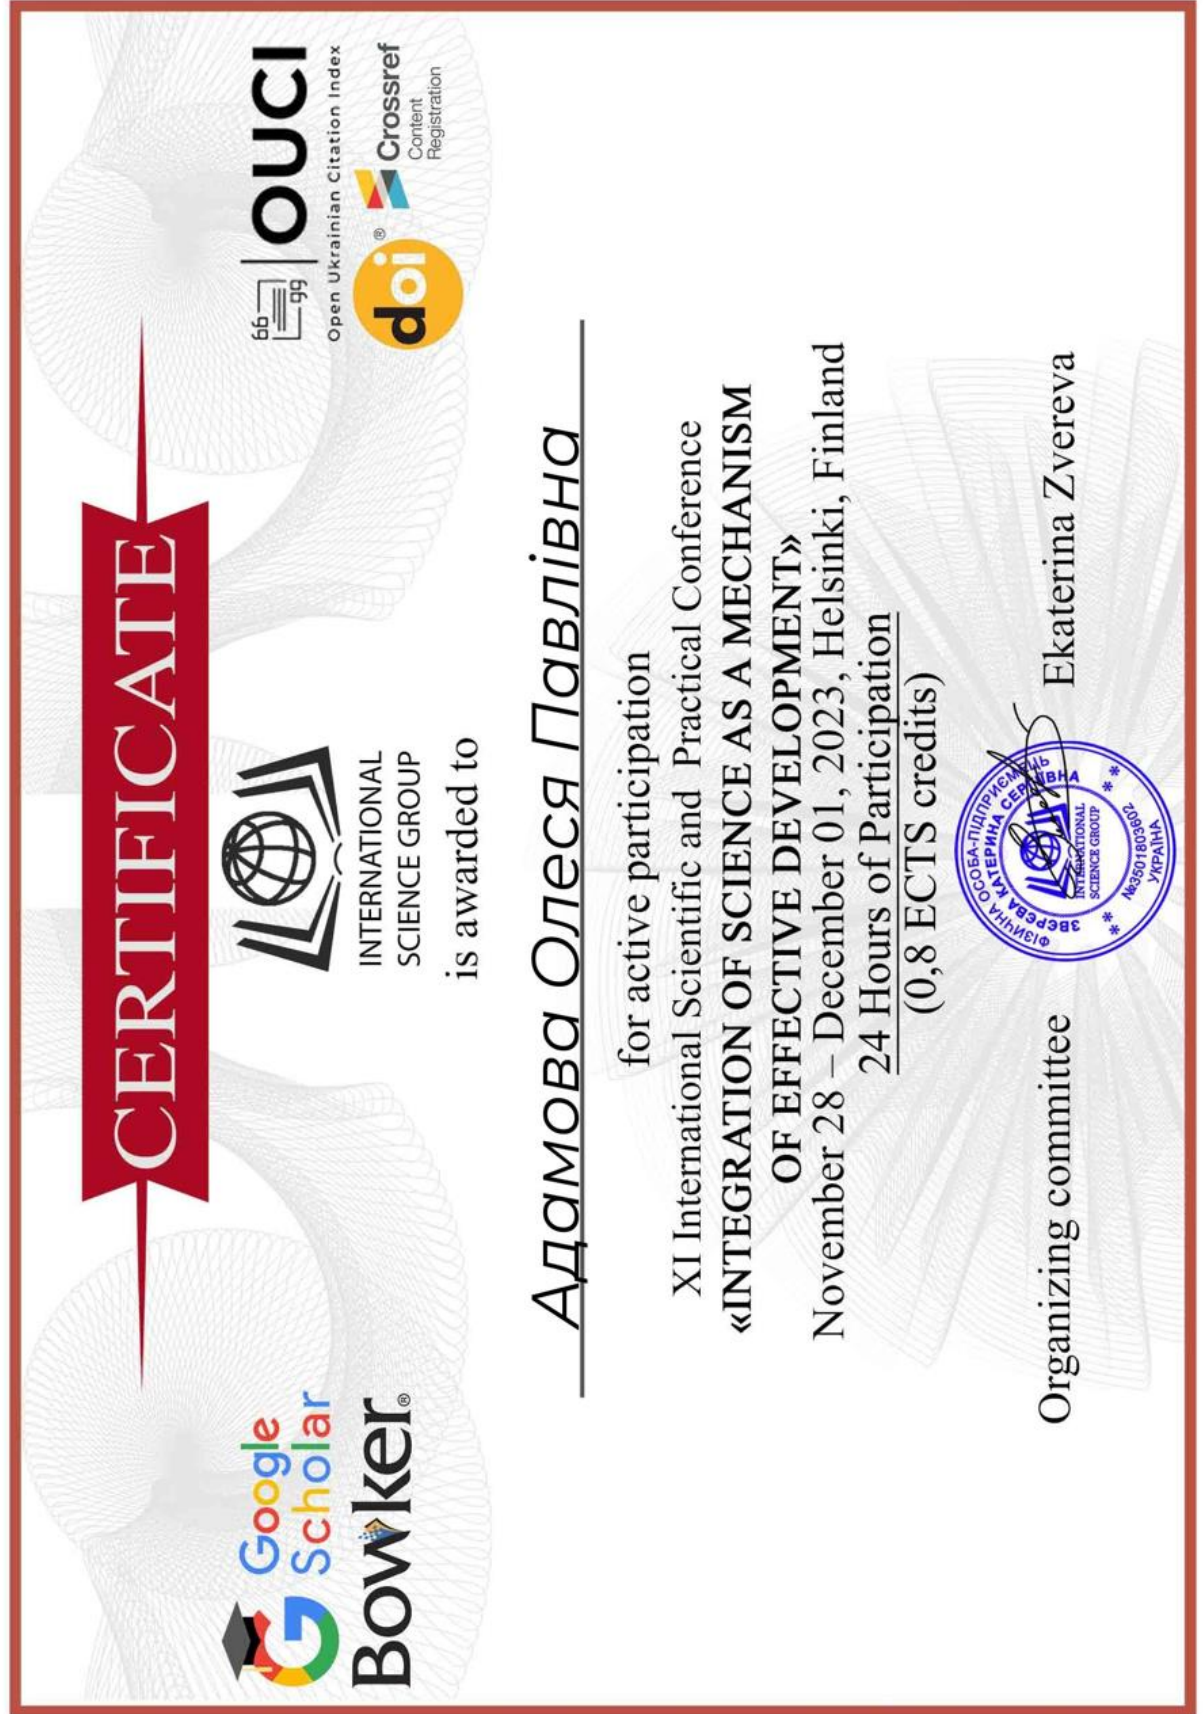 CERTIFICATE
Google
Scholar
Bowker®
INTERNATIONAL
SCIENCE GROUP
OUCI
Open Ukrainian Citation Index
doi®
Crossref
Content
Registration
is awarded to
Адамова Олеся Павлівна
for active participation
XI International Scientific and Practical Conference
«INTEGRATION OF SCIENCE AS A MECHANISM
OF EFFECTIVE DEVELOPMENT»
November 28 – December 01, 2023, Helsinki, Finland
24 Hours of Participation
(0,8 ECTS credits)
Organizing committee
Ekaterina Zvereva
ФІЗИЧНА ОСОБА-ПІДПРИЄМЕЦЬ
ЗВЄРЄВА КАТЕРИНА СЕРГІЇВНА
INTERNATIONAL
SCIENCE GROUP
№3501803602
УКРАЇНА